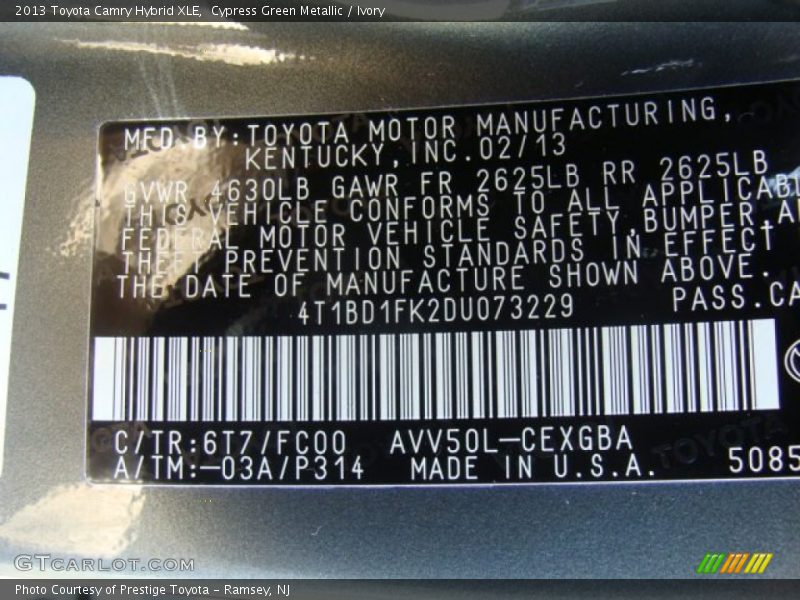 2013 Toyota Camry Hybrid XLE,  Cypress Green Metallic / Ivory
MFD.BY:TOYOTA MOTOR MANUFACTURING,
KENTUCKY,INC.02/13
GVWR 4630LB GAWR FR 2625LB RR 2625LB
THIS VEHICLE CONFORMS TO ALL APPLICABL
FEDERAL MOTOR VEHICLE SAFETY,BUMPER,AN
THEFT PREVENTION STANDARDS IN EFFECT
THE DATE OF MANUFACTURE SHOWN ABOVE.
4T1BD1FK2DU073229 PASS.CA
C/TR:6T7/FC00 AVV50L-CEXGBA
A/TM:-03A/P314 MADE IN U.S.A. 5085
GTCARLOT.COM
Photo Courtesy of Prestige Toyota - Ramsey, NJ